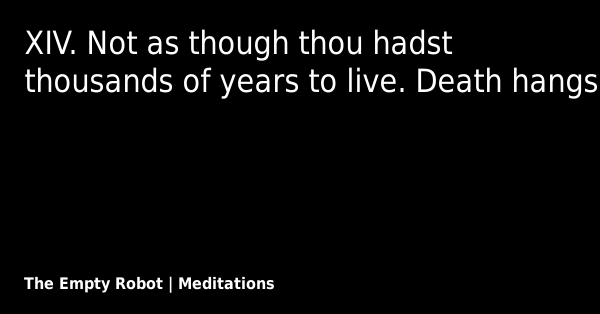 XIV. Not as though thou hadst
thousands of years to live. Death hangs
The Empty Robot | Meditations